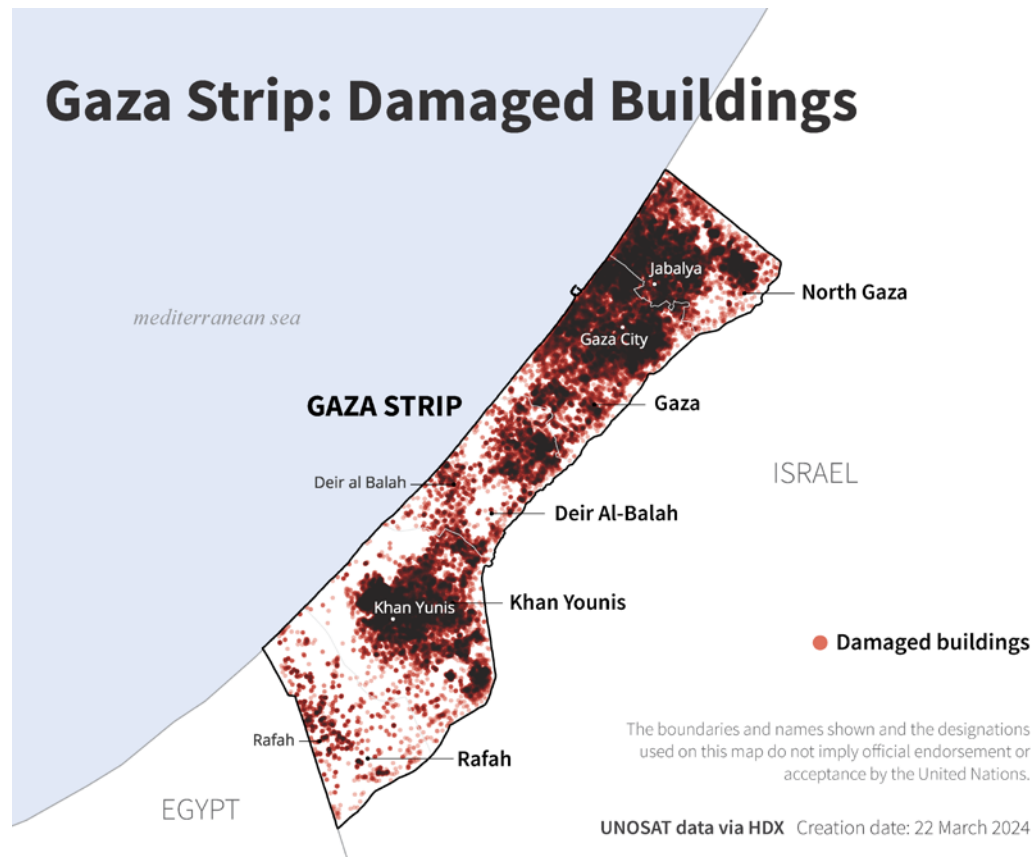 Gaza Strip: Damaged Buildings
Jabalya
North Gaza
mediterranean sea
Gaza City
GAZA STRIP
Gaza
ISRAEL
Deir al Balah
Deir Al-Balah
Khan Yunis
Khan Younis
Damaged buildings
The boundaries and names shown and the designations
used on this map do not imply official endorsement or
acceptance by the United Nations.
Rafah
Rafah
EGYPT
UNOSAT data via HDX Creation date: 22 March 2024